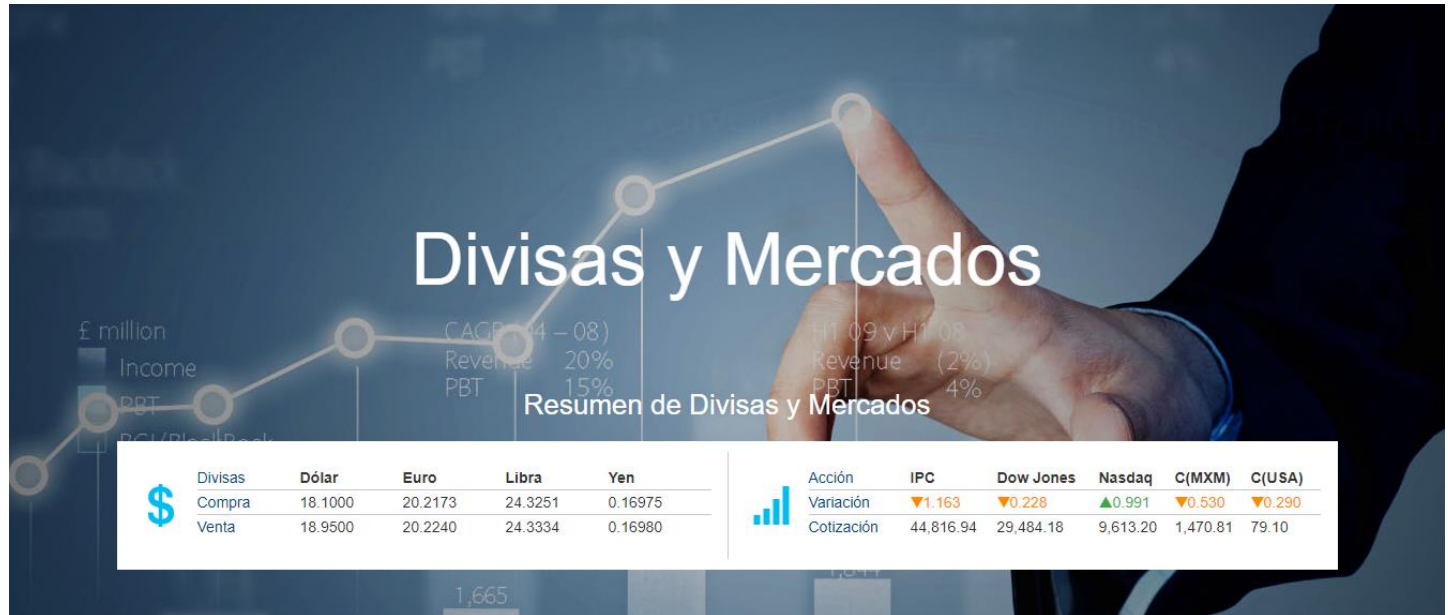 Divisas y Mercados
£ million
Income
PBT
CAGR
– 08)
Revenue 20%
PBT 15%
H1 09 v H1 08
Revenue (2%)
PBT 4%
Resumen de Divisas y Mercados
$
Divisas Dólar Euro Libra Yen
Compra 18.1000 20.2173 24.3251 0.16975
Venta 18.9500 20.2240 24.3334 0.16980
Acción IPC Dow Jones Nasdaq C(MXM) C(USA)
Variación ▼1.163 ▼0.228 ▲0.991 ▼0.530 ▼0.290
Cotización 44,816.94 29,484.18 9,613.20 1,470.81 79.10
1,665